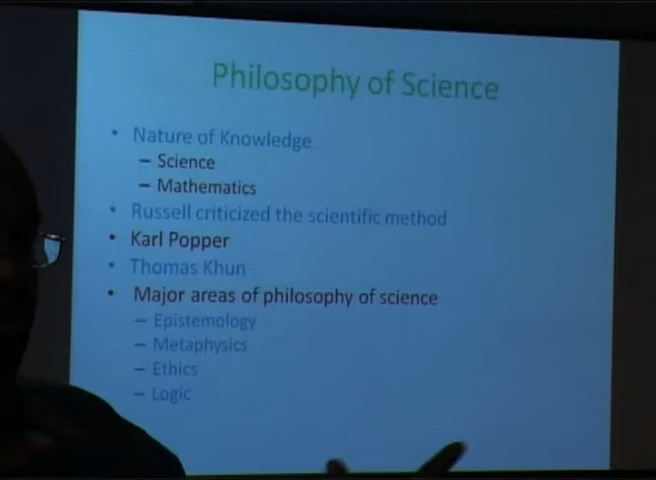 Philosophy of Science
• Nature of Knowledge
– Science
– Mathematics
• Russell criticized the scientific method
• Karl Popper
• Thomas Khun
• Major areas of philosophy of science
– Epistemology
– Metaphysics
– Ethics
– Logic